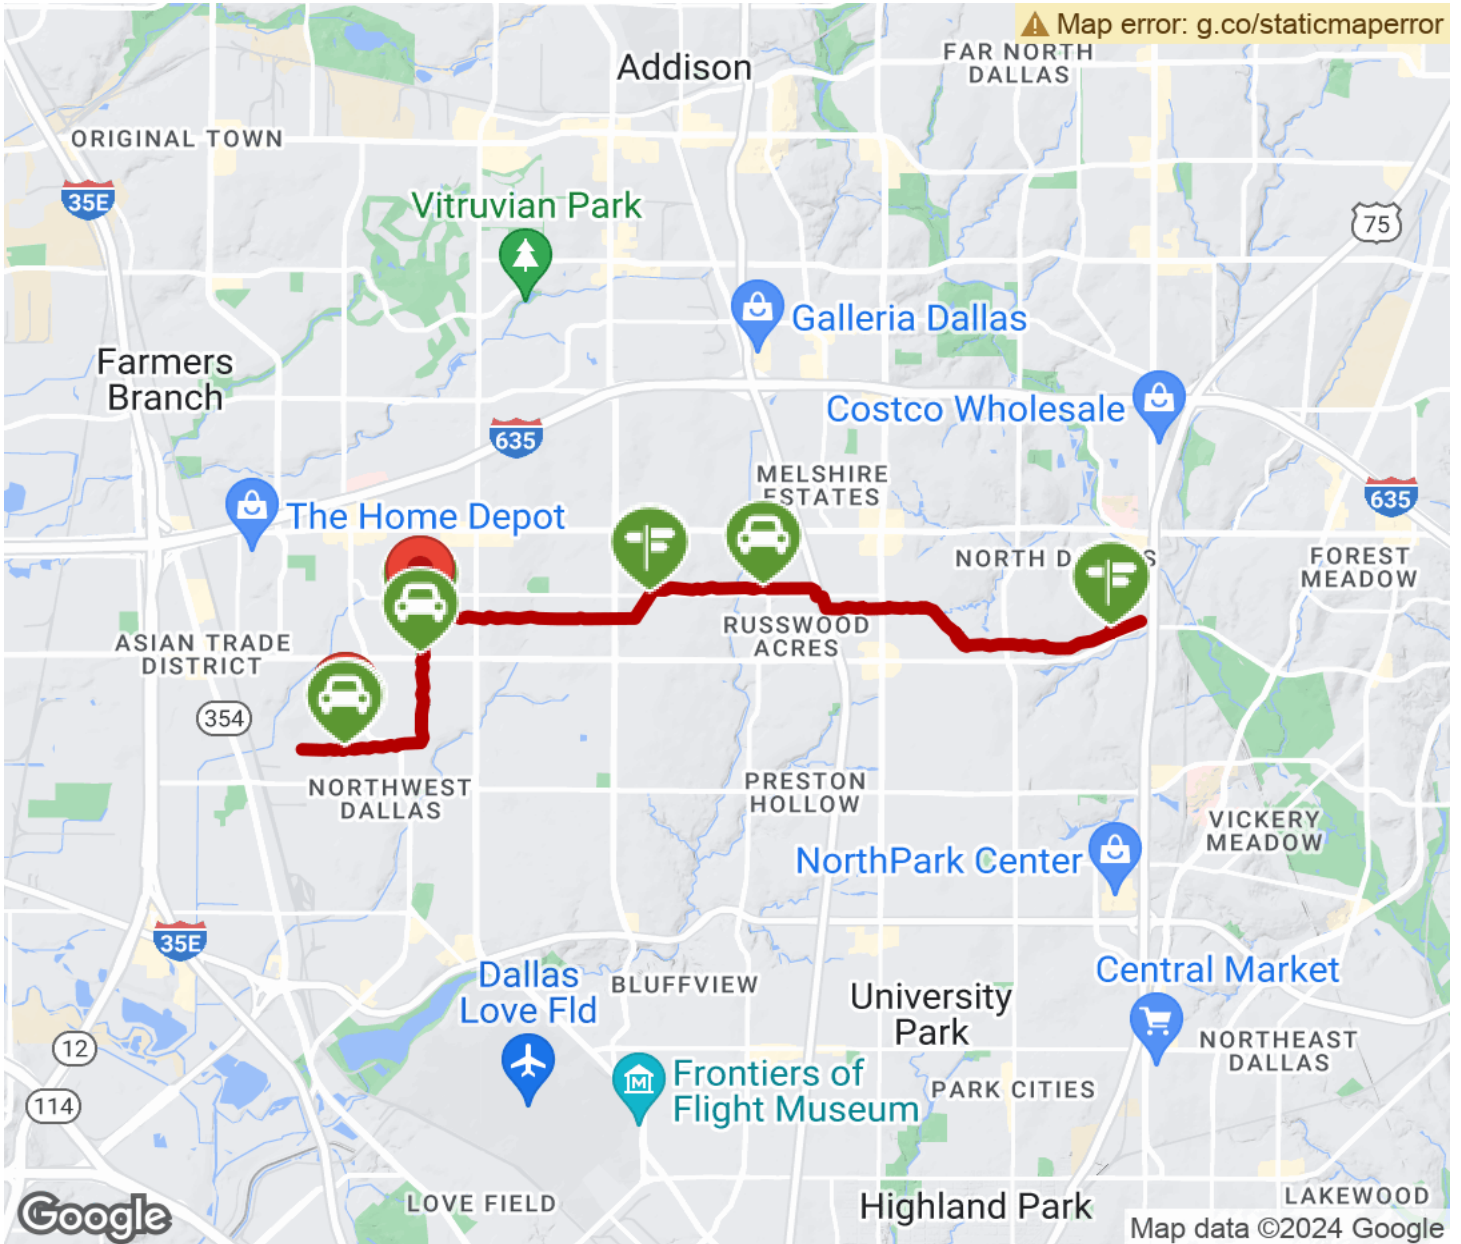 Map error: g.co/staticmaperror
Addison
FAR NORTH
DALLAS
ORIGINAL TOWN
35E
Vitruvian Park
75
Galleria Dallas
Farmers
Branch
Costco Wholesale
635
MELSHIRE
ESTATES
635
The Home Depot
NORTH D S
FOREST
MEADOW
ASIAN TRADE
DISTRICT
RUSSWOOD
ACRES
354
NORTHWEST
DALLAS
PRESTON
HOLLOW
VICKERY
MEADOW
NorthPark Center
35E
Dallas
Love Fld
BLUFFVIEW
University
Park
Central Market
12
NORTHEAST
DALLAS
114
Frontiers of
Flight Museum
M
PARK CITIES
LOVE FIELD
Highland Park
LAKEWOOD
Google
Map data ©2024 Google